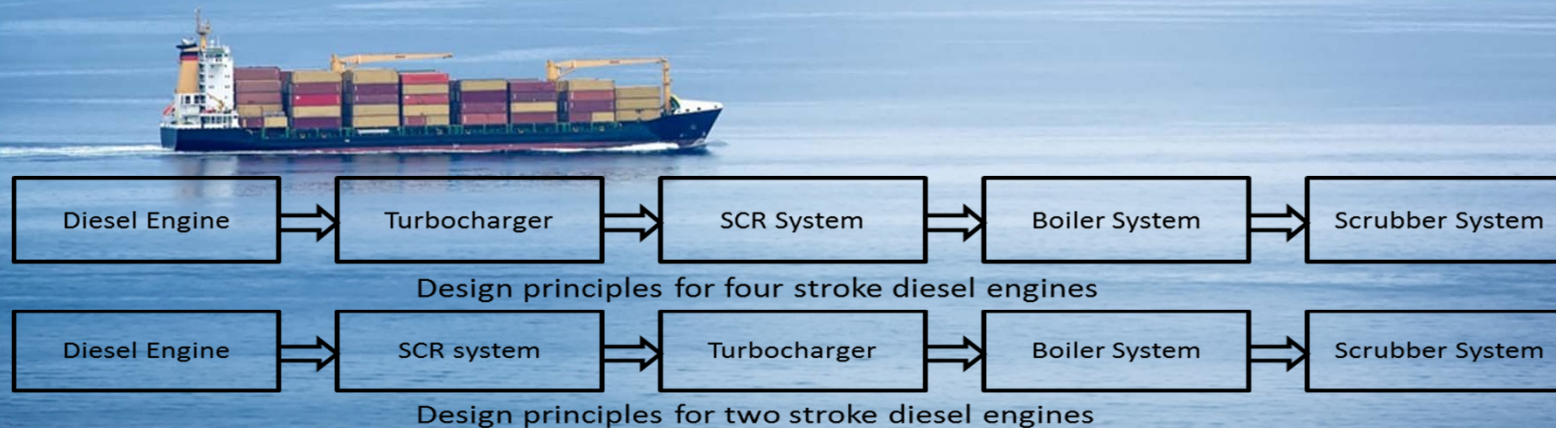 Diesel Engine Turbocharger SCR System Boiler System Scrubber System
Design principles for four stroke diesel engines
Diesel Engine SCR system Turbocharger Boiler System Scrubber System
Design principles for two stroke diesel engines